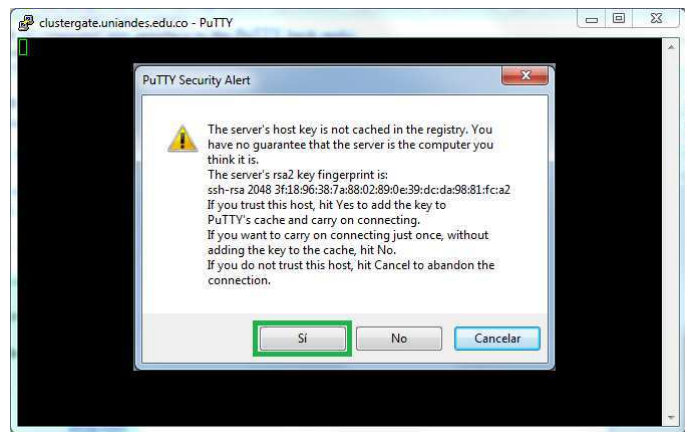 clustergate.uniandes.edu.co - PuTTY
PuTTY Security Alert
The server's host key is not cached in the registry. You
have no guarantee that the server is the computer you
think it is.
The server's rsa2 key fingerprint is:
ssh-rsa 2048 3f:18:96:38:7a:88:02:89:0e:39:dc:da:98:81:fc:a2
If you trust this host, hit Yes to add the key to
PuTTY's cache and carry on connecting.
If you want to carry on connecting just once, without
adding the key to the cache, hit No.
If you do not trust this host, hit Cancel to abandon the
connection.
Sí No Cancelar